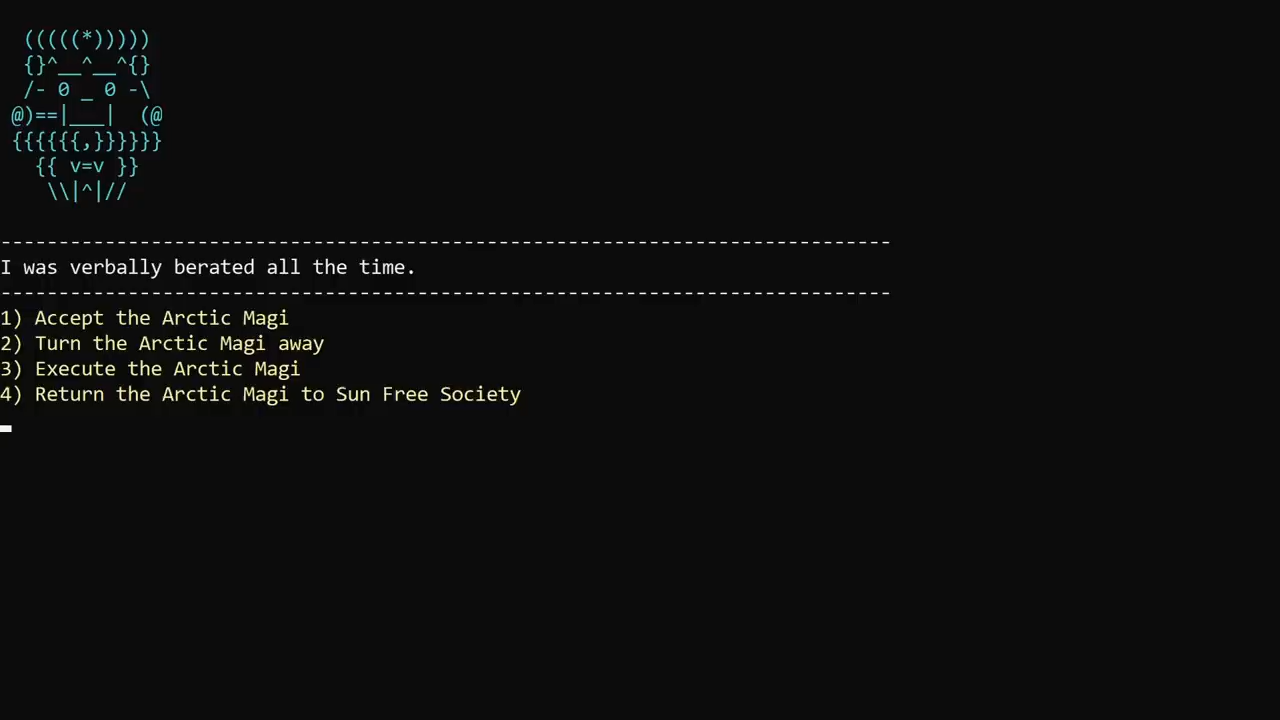 (((((*)))))
{}^__^__^{}
/- 0 _ 0 -\
@)==|___|  (@
{{{{{{,}}}}}}
{{ v=v }}
\\|^|//
-----------------------------------------------------------------------------
I was verbally berated all the time.
-----------------------------------------------------------------------------
1) Accept the Arctic Magi
2) Turn the Arctic Magi away
3) Execute the Arctic Magi
4) Return the Arctic Magi to Sun Free Society